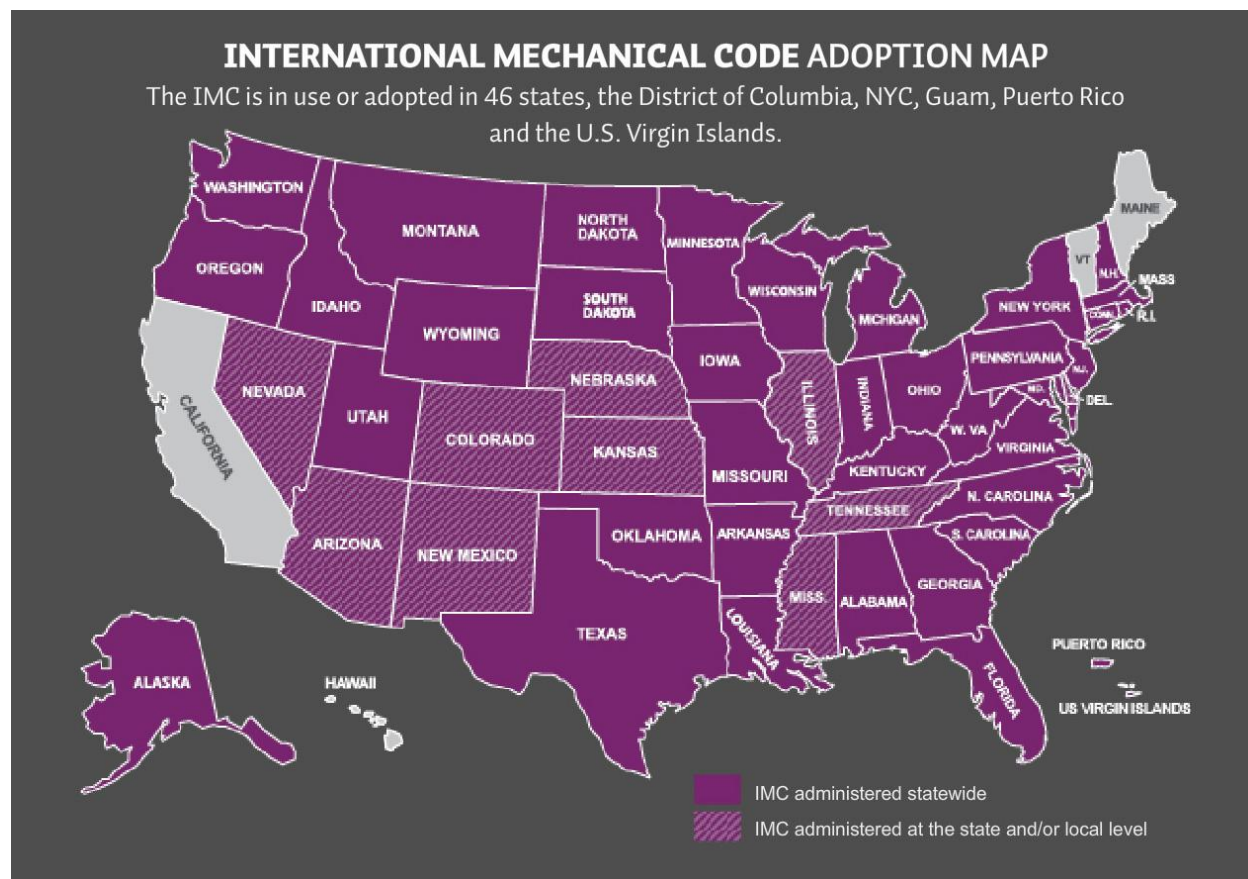 INTERNATIONAL MECHANICAL CODE ADOPTION MAP
The IMC is in use or adopted in 46 states, the District of Columbia, NYC, Guam, Puerto Rico
and the U.S. Virgin Islands.
WASHINGTON
MONTANA
NORTH
DAKOTA
MINNESOTA
MAINE
VT
N.H.
MASS
OREGON
IDAHO
WYOMING
SOUTH
DAKOTA
WISCONSIN
MICHIGAN
NEW YORK
CONN.
R.I.
NEVADA
UTAH
COLORADO
NEBRASKA
IOWA
ILLINOIS
INDIANA
OHIO
PENNSYLVANIA
N.J.
MD.
DEL.
CALIFORNIA
KANSAS
MISSOURI
KENTUCKY
W. VA
VIRGINIA
ARIZONA
NEW MEXICO
OKLAHOMA
ARKANSAS
TENNESSEE
N. CAROLINA
S. CAROLINA
TEXAS
LOUISIANA
MISS.
ALABAMA
GEORGIA
FLORIDA
ALASKA
HAWAII
PUERTO RICO
US VIRGIN ISLANDS
IMC administered statewide
IMC administered at the state and/or local level